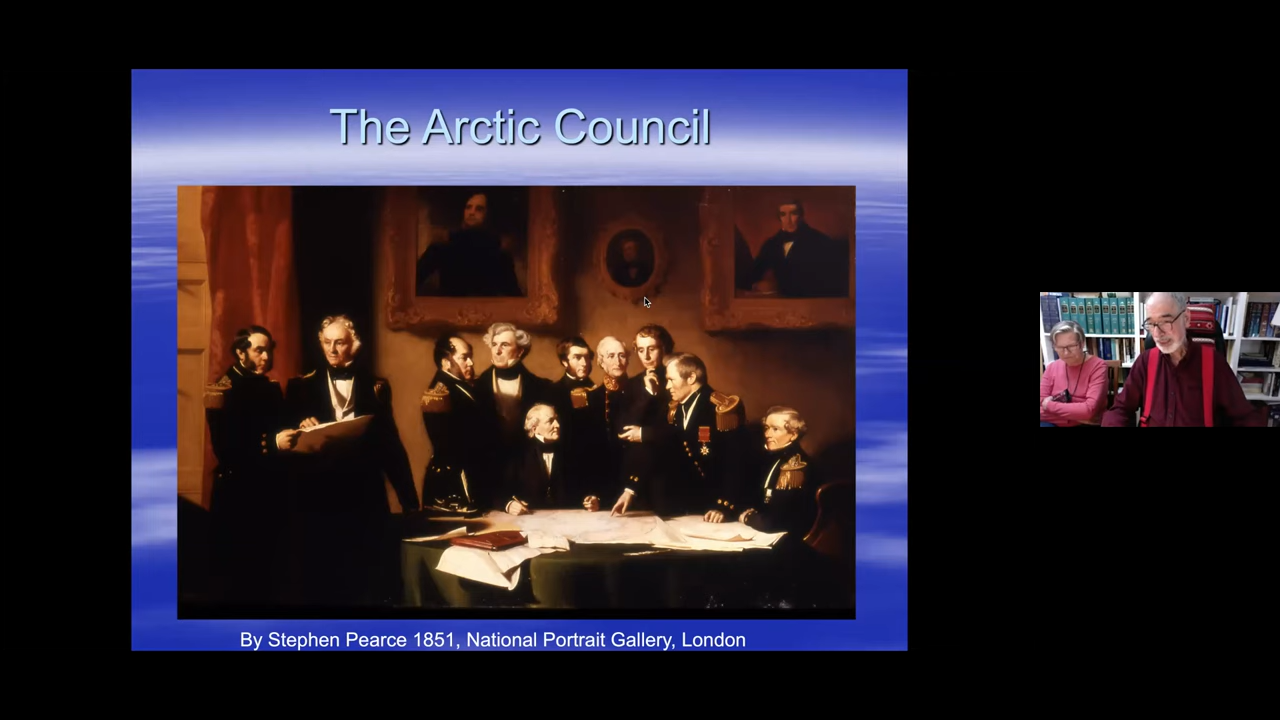 The Arctic Council
By Stephen Pearce 1851, National Portrait Gallery, London